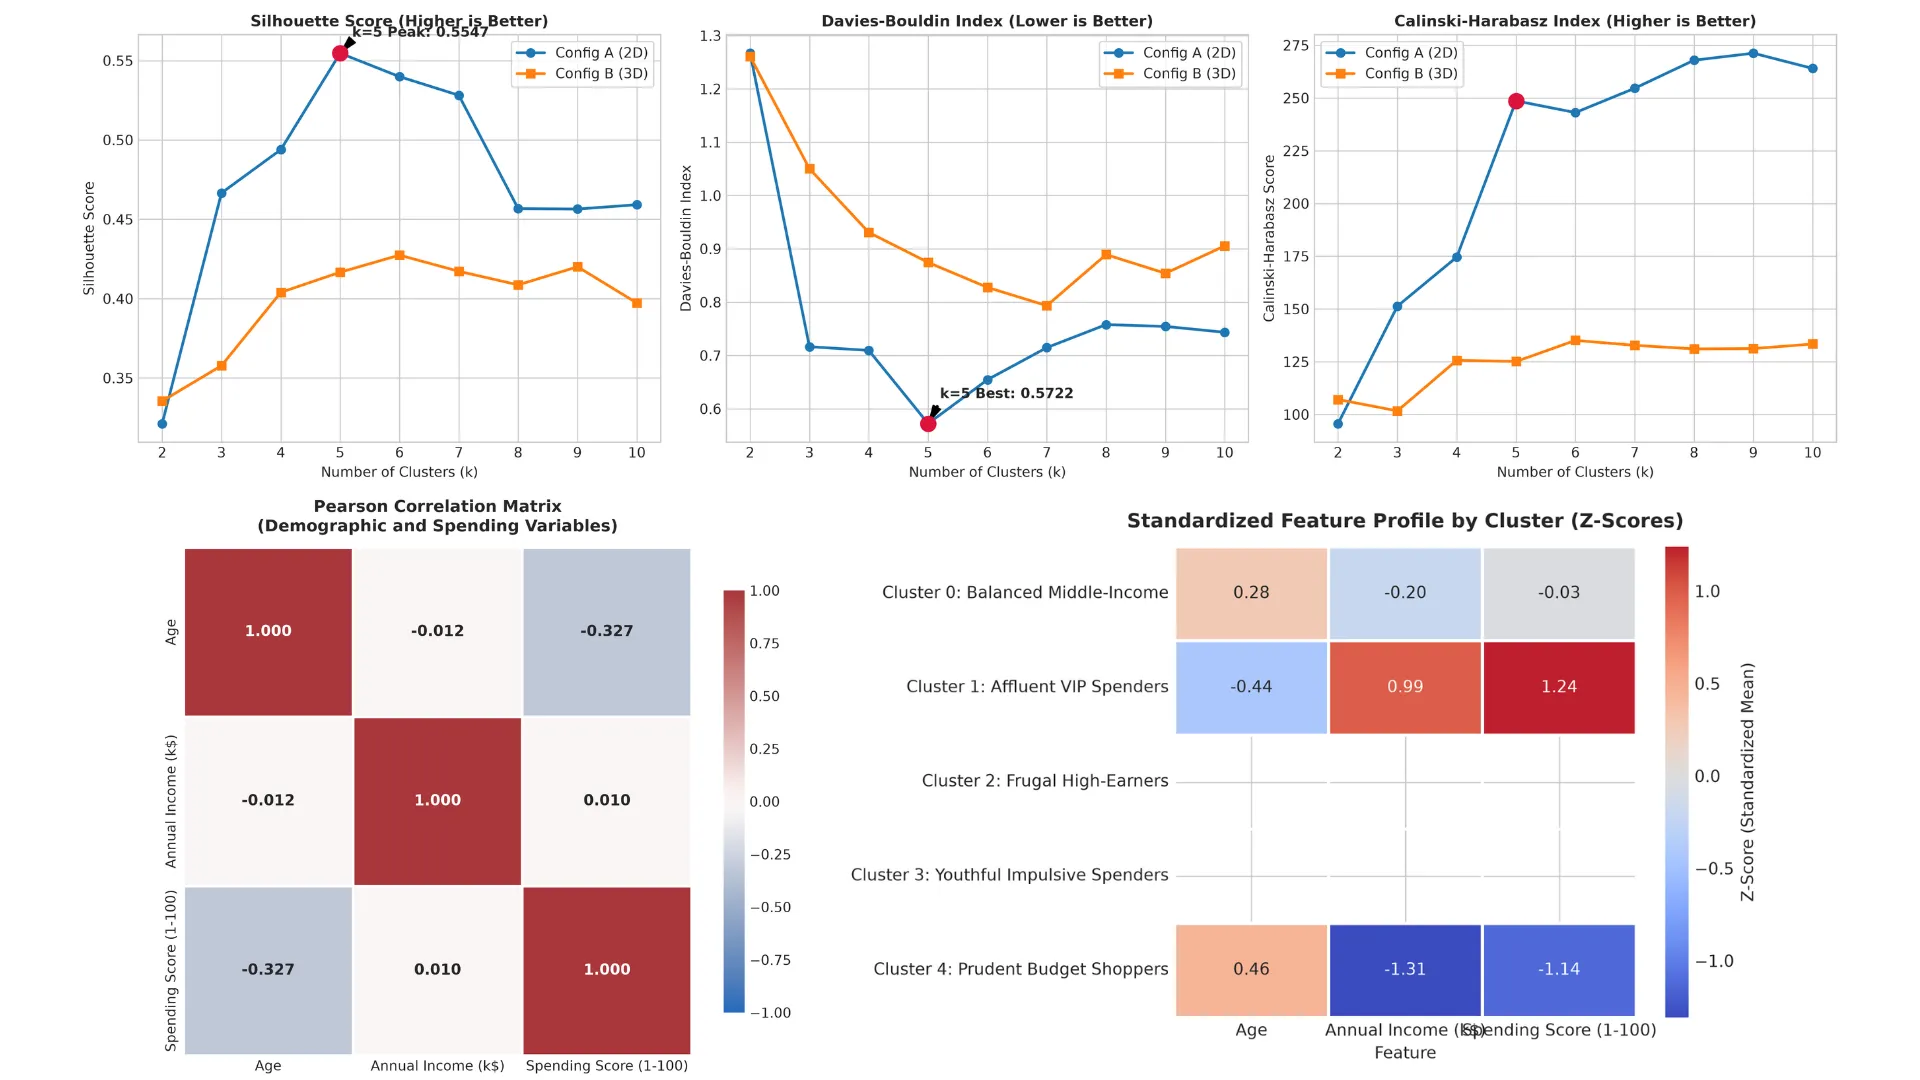 Silhouette Score (Higher is Better)
k=5 Peak: 0.5547
Config A (2D)
Config B (3D)
Silhouette Score
0.55
0.50
0.45
0.40
0.35
2 3 4 5 6 7 8 9 10
Number of Clusters (k)
Davies-Bouldin Index (Lower is Better)
Config A (2D)
Config B (3D)
Davies-Bouldin Index
1.3
1.2
1.1
1.0
0.9
0.8
0.7
0.6
k=5 Best: 0.5722
2 3 4 5 6 7 8 9 10
Number of Clusters (k)
Calinski-Harabasz Index (Higher is Better)
Config A (2D)
Config B (3D)
Calinski-Harabasz Score
275
250
225
200
175
150
125
100
2 3 4 5 6 7 8 9 10
Number of Clusters (k)
Pearson Correlation Matrix
(Demographic and Spending Variables)
Age
1.000 -0.012 -0.327
Annual Income (k$)
-0.012 1.000 0.010
Spending Score (1-100)
-0.327 0.010 1.000
Age Annual Income (k$) Spending Score (1-100)
1.00
0.75
0.50
0.25
0.00
−0.25
−0.50
−0.75
−1.00
Standardized Feature Profile by Cluster (Z-Scores)
Cluster 0: Balanced Middle-Income 0.28 -0.20 -0.03
Cluster 1: Affluent VIP Spenders -0.44 0.99 1.24
Cluster 2: Frugal High-Earners
Cluster 3: Youthful Impulsive Spenders
Cluster 4: Prudent Budget Shoppers 0.46 -1.31 -1.14
Age Annual Income (k$) Spending Score (1-100)
Feature
1.0
0.5
0.0
−0.5
−1.0
Z-Score (Standardized Mean)